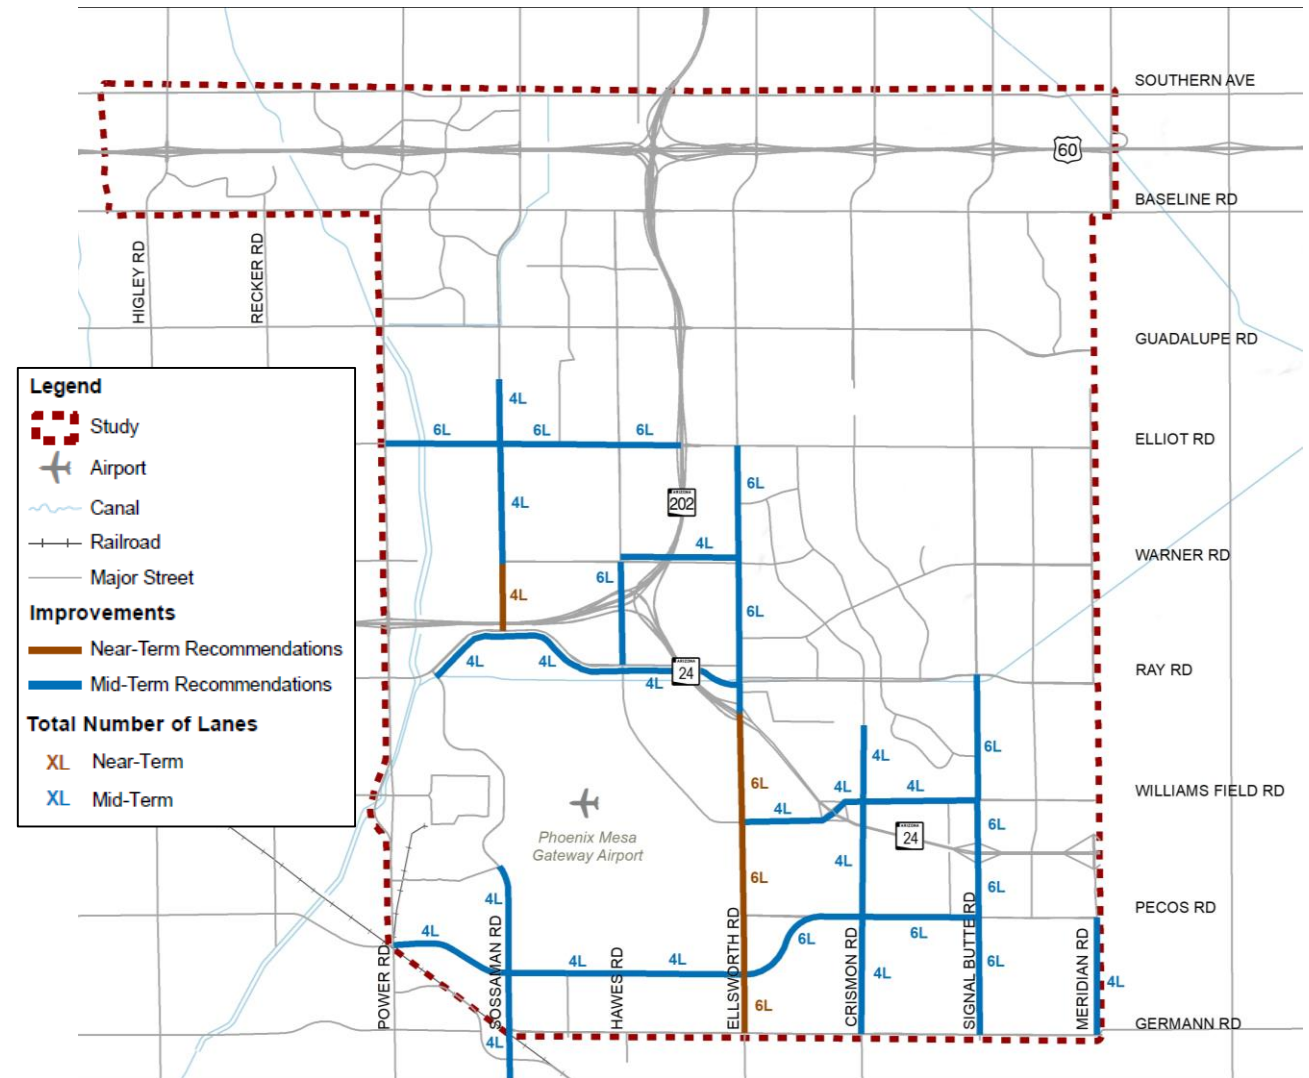 SOUTHERN AVE
60
BASELINE RD
HIGLEY RD
RECKER RD
GUADALUPE RD
Legend
Study
Airport
Canal
Railroad
Major Street
Improvements
Near-Term Recommendations
Mid-Term Recommendations
Total Number of Lanes
XL Near-Term
XL Mid-Term
4L
6L 6L 6L
ELLIOT RD
6L
4L
ARIZONA
202
4L
WARNER RD
6L
4L
6L
4L 4L
4L
ARIZONA
24
RAY RD
4L 6L
6L
4L 4L
WILLIAMS FIELD RD
4L
6L
ARIZONA
24
Phoenix Mesa
Gateway Airport
4L
6L
6L
4L
PECOS RD
4L
6L 6L
4L 4L
4L
6L
4L
6L
POWER RD
SOSSAMAN RD
HAWES RD
ELLSWORTH RD
CRISMON RD
SIGNAL BUTTE RD
MERIDIAN RD
GERMANN RD
4L